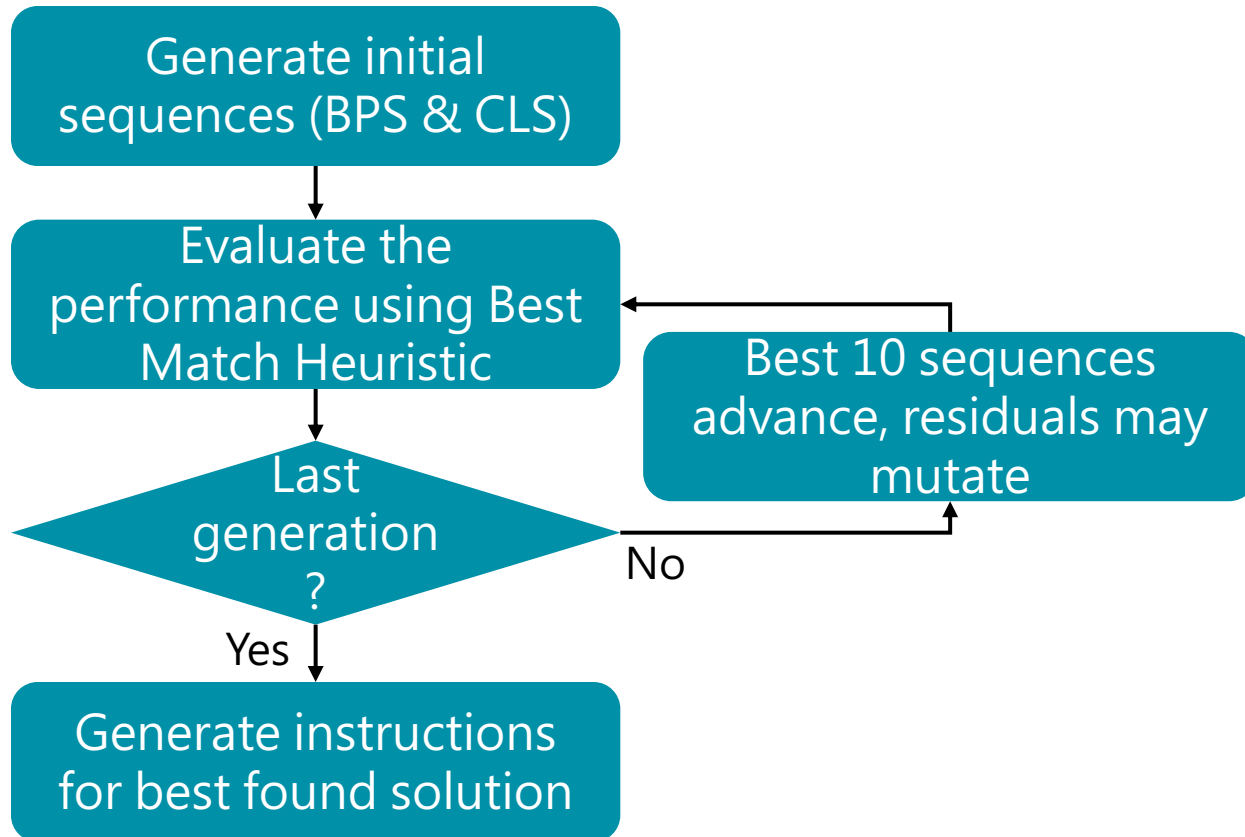 Generate initial
sequences (BPS & CLS)
Evaluate the
performance using Best
Match Heuristic
Best 10 sequences
advance, residuals may
mutate
Last
generation
?
No
Yes
Generate instructions
for best found solution